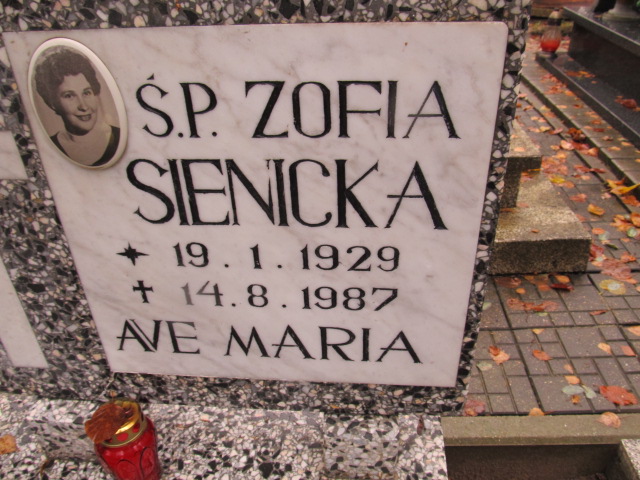 Ś.P. ZOFIA
SIENICKA
19.1.1929
14.8.1987
AVE MARIA